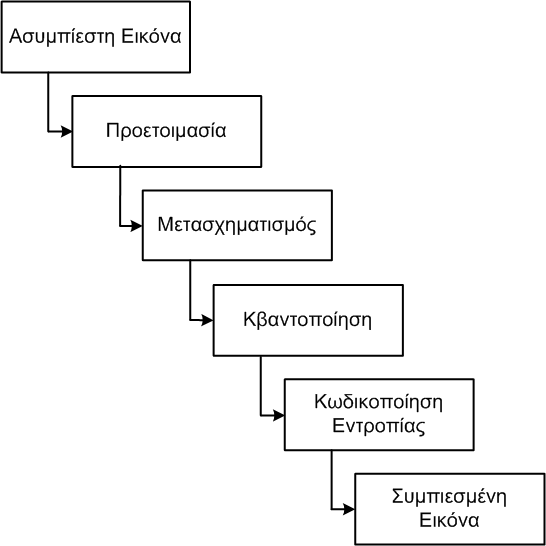 Ασυμπίεστη Εικόνα
Προετοιμασία
Μετασχηματισμός
Κβαντοποίηση
Κωδικοποίηση
Εντροπίας
Συμπιεσμένη
Εικόνα